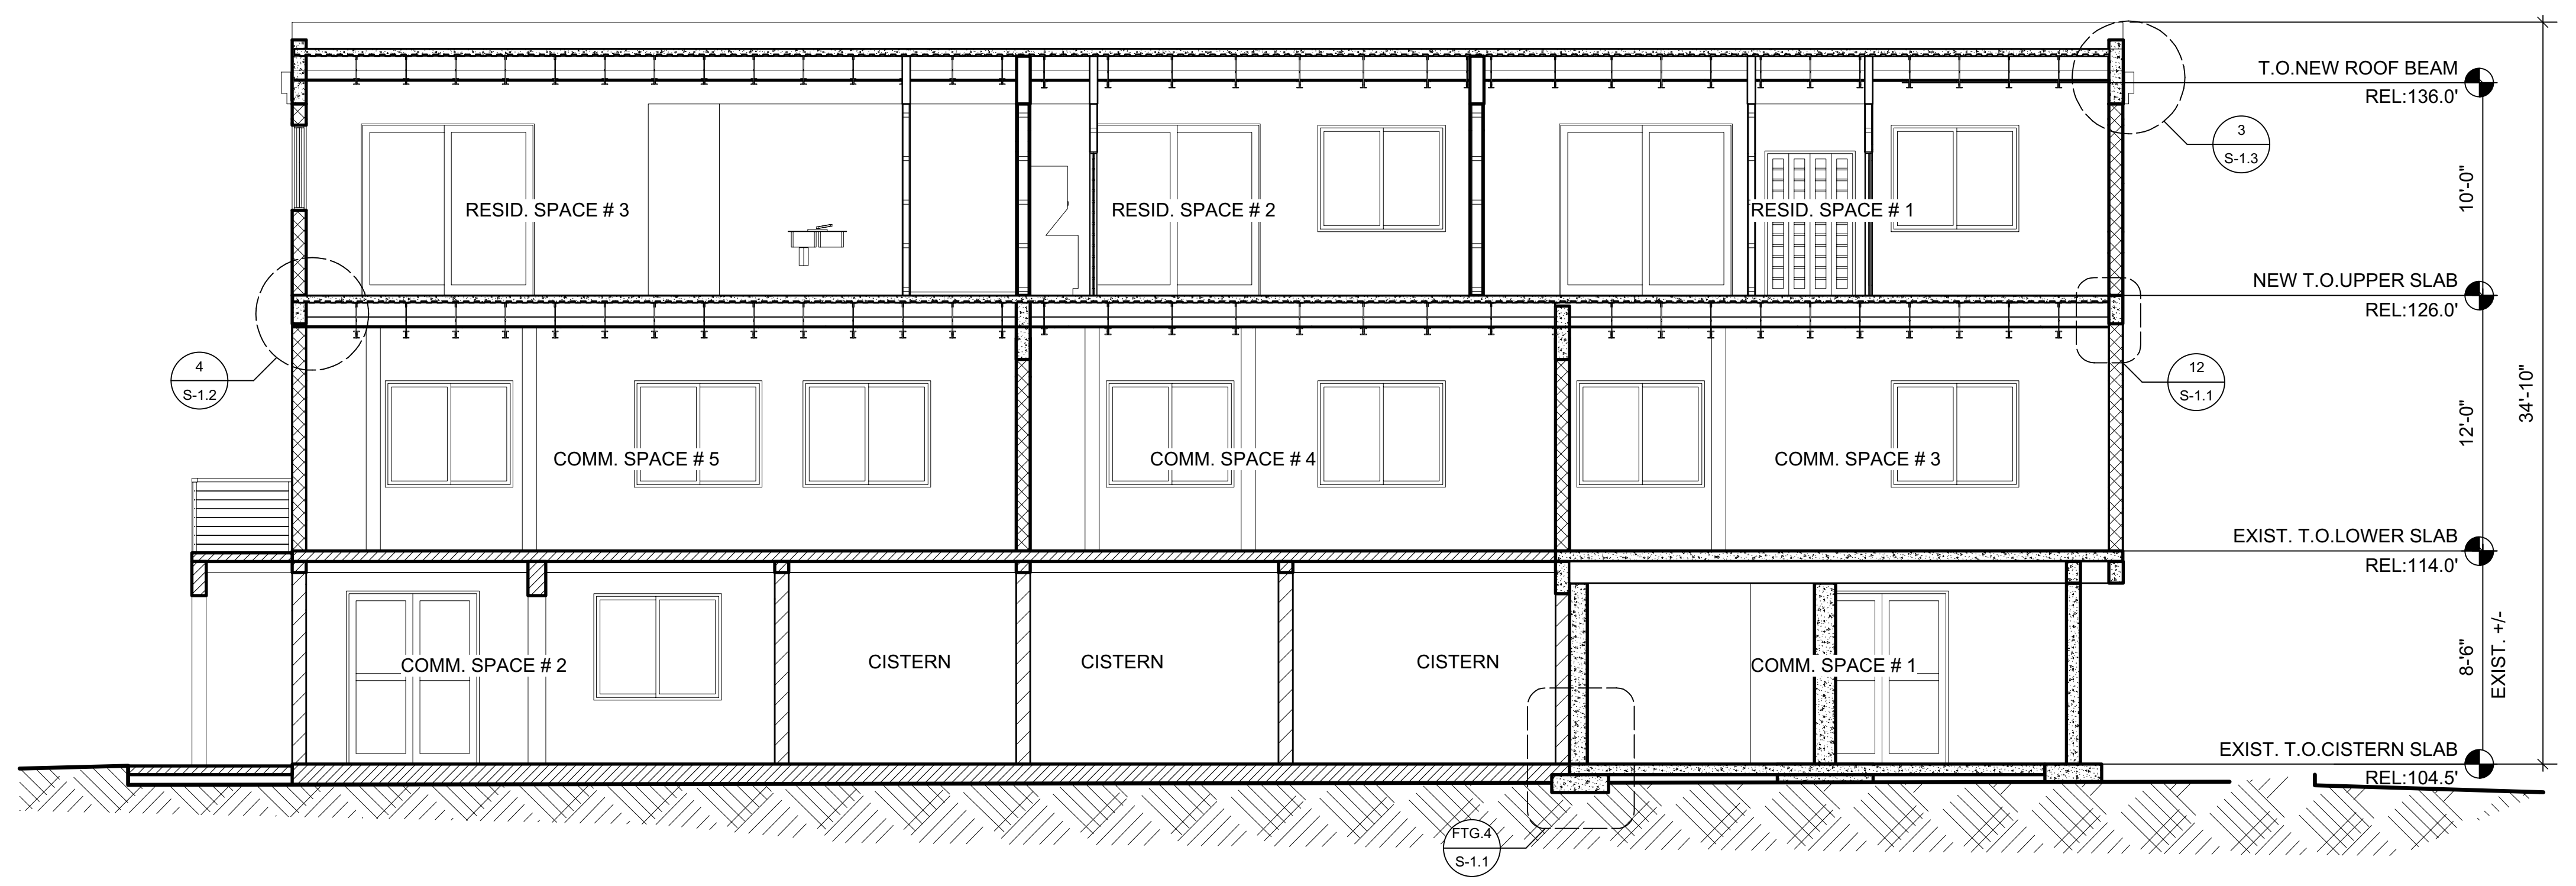 T.O.NEW ROOF BEAM
REL:136.0'
3
S-1.3
10'-0"
RESID. SPACE # 3
RESID. SPACE # 2
RESID. SPACE # 1
NEW T.O.UPPER SLAB
REL:126.0'
4
S-1.2
12
S-1.1
34'-10"
12'-0"
COMM. SPACE # 5
COMM. SPACE # 4
COMM. SPACE # 3
EXIST. T.O.LOWER SLAB
REL:114.0'
8'-6"
EXIST. +/-
COMM. SPACE # 2
CISTERN
CISTERN
CISTERN
COMM. SPACE # 1
EXIST. T.O.CISTERN SLAB
REL:104.5'
FTG.4
S-1.1